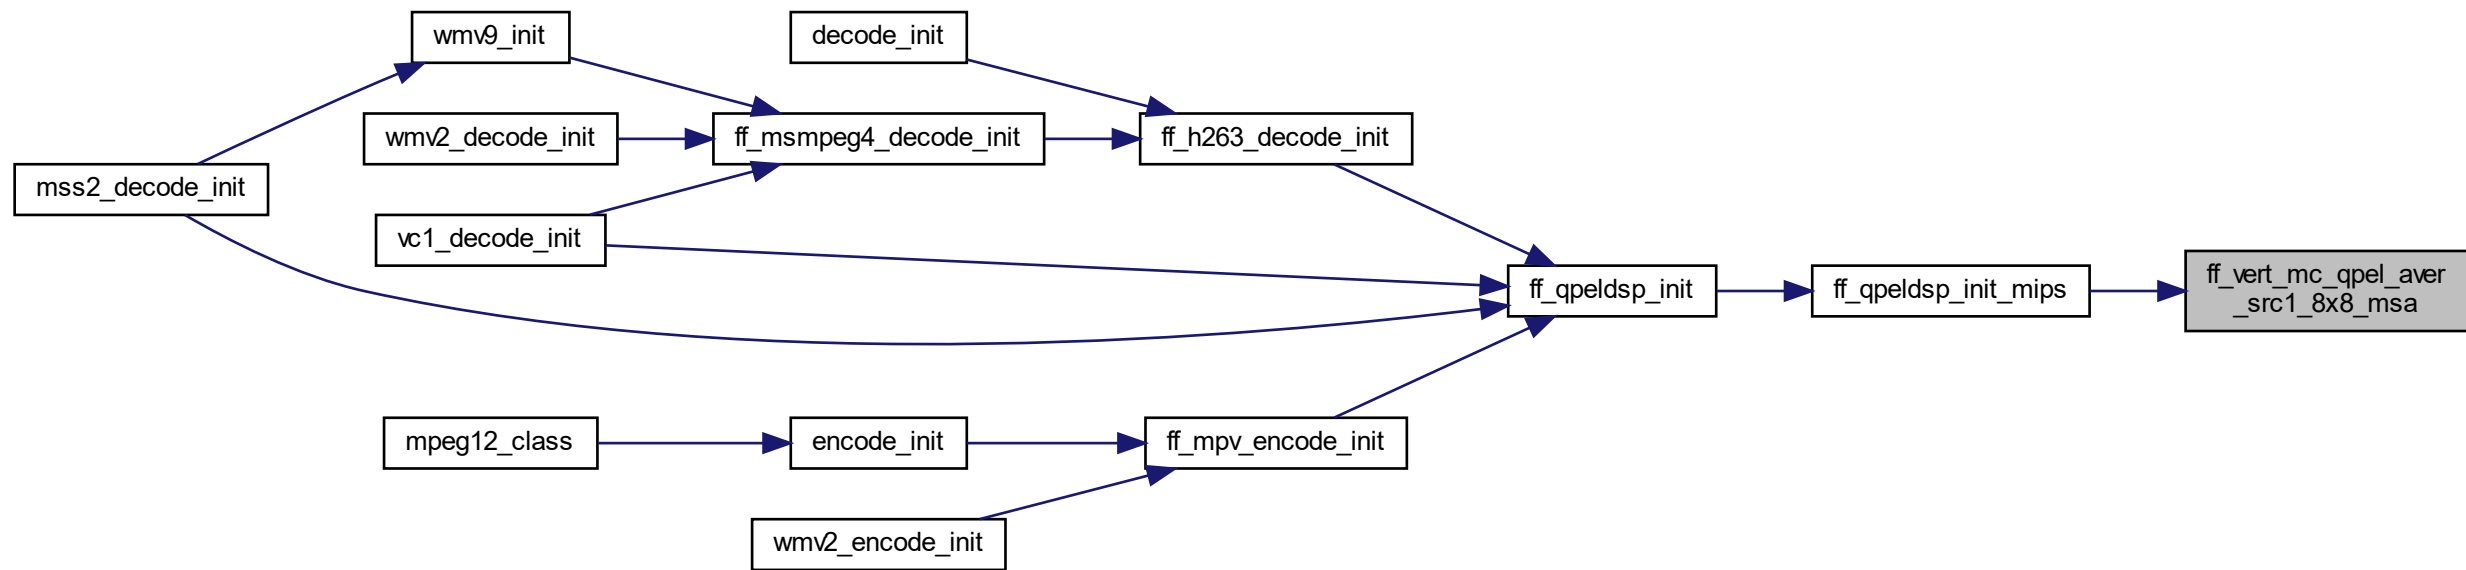 wmv9_init
decode_init
wmv2_decode_init
ff_msmpeg4_decode_init
ff_h263_decode_init
mss2_decode_init
vc1_decode_init
ff_qpeldsp_init
ff_qpeldsp_init_mips
ff_vert_mc_qpel_aver
_src1_8x8_msa
mpeg12_class
encode_init
ff_mpv_encode_init
wmv2_encode_init